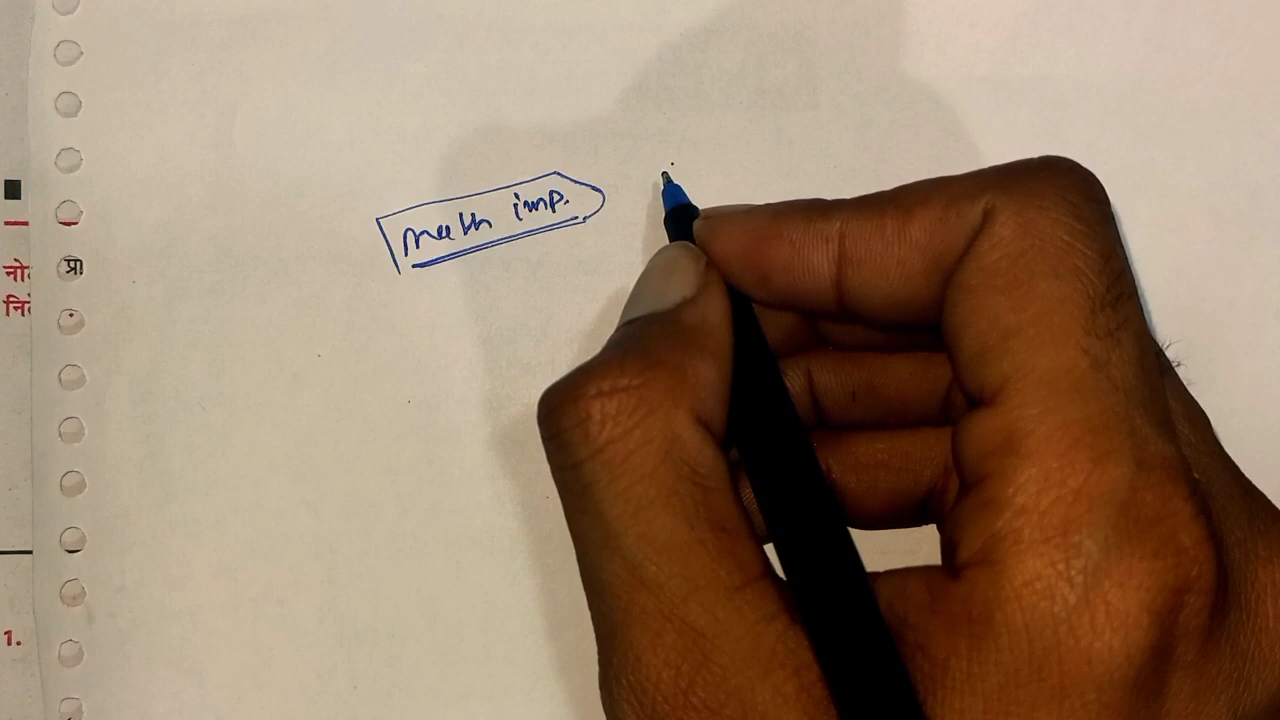 math imp.
प्रा
नो
नि
1.